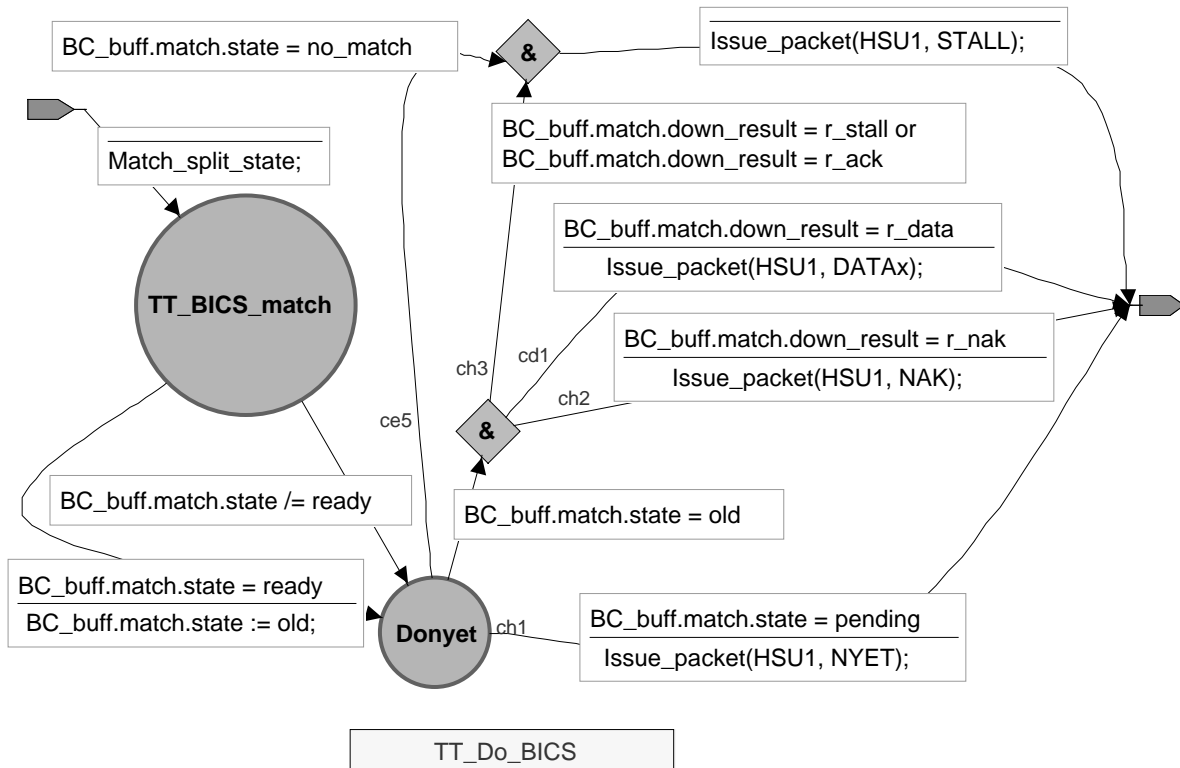 BC_buff.match.state = no_match
&
Issue_packet(HSU1, STALL);
Match_split_state;
BC_buff.match.down_result = r_stall or
BC_buff.match.down_result = r_ack
TT_BICS_match
BC_buff.match.down_result = r_data
Issue_packet(HSU1, DATAx);
BC_buff.match.down_result = r_nak
Issue_packet(HSU1, NAK);
ch3
cd1
ch2
ce5
&
BC_buff.match.state /= ready
BC_buff.match.state = old
BC_buff.match.state = ready
BC_buff.match.state := old;
Donyet
ch1
BC_buff.match.state = pending
Issue_packet(HSU1, NYET);
TT_Do_BICS